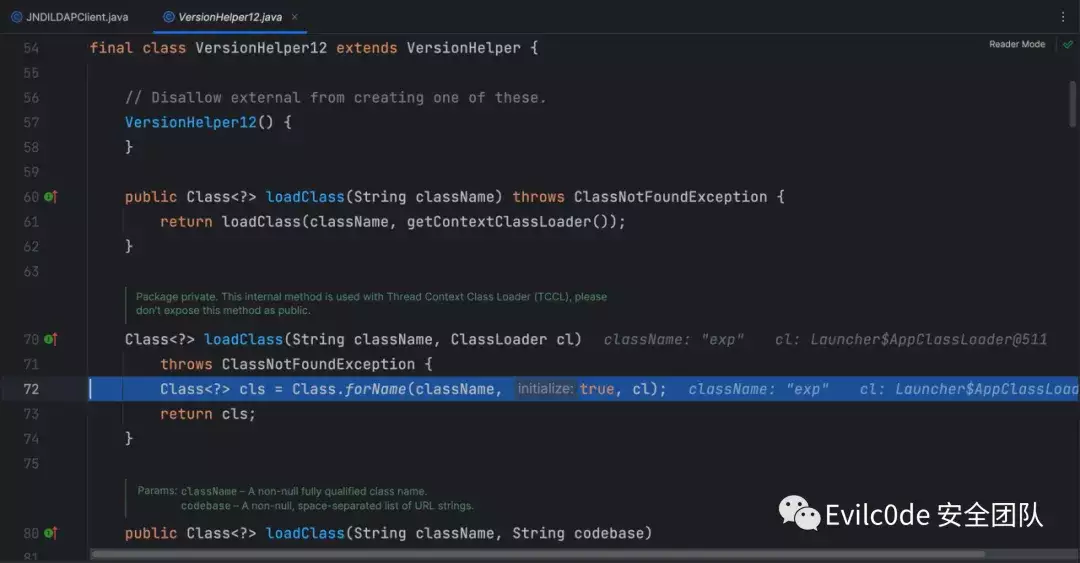 JNDILDAPClient.java VersionHelper12.java
54 final class VersionHelper12 extends VersionHelper {
Reader Mode
55
56 // Disallow external from creating one of these.
57 VersionHelper12() {
58 }
59
60 public Class<?> loadClass(String className) throws ClassNotFoundException {
61 return loadClass(className, getContextClassLoader());
62 }
63
Package private. This internal method is used with Thread Context Class Loader (TCCL), please
don't expose this method as public.
70 Class<?> loadClass(String className, ClassLoader cl) className: "exp" cl: Launcher$AppClassLoader@511
71 throws ClassNotFoundException {
72 Class<?> cls = Class.forName(className, initialize: true, cl); className: "exp" cl: Launcher$AppClassLoad
73 return cls;
74 }
75
Params: className – A non-null fully qualified class name.
codebase – A non-null, space-separated list of URL strings.
80 public Class<?> loadClass(String className, String codebase)
81
Evilc0de 安全团队